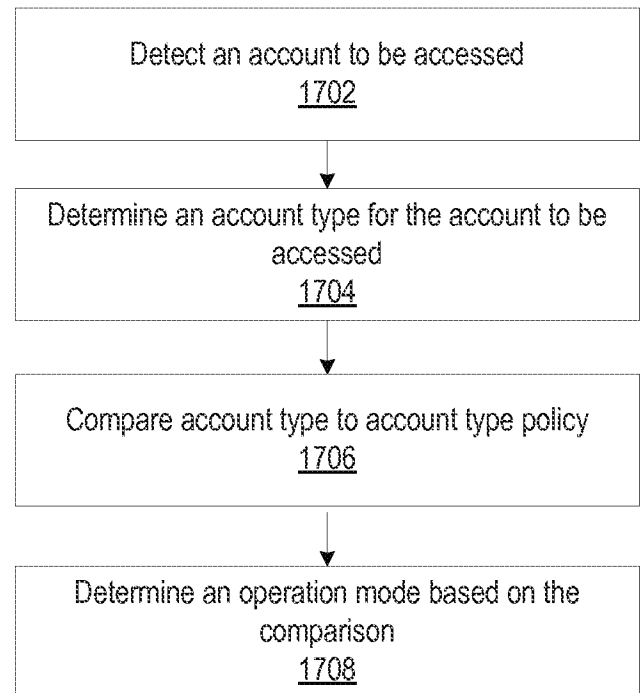 Detect an account to be accessed
1702
Determine an account type for the account to be
accessed
1704
Compare account type to account type policy
1706
Determine an operation mode based on the
comparison
1708